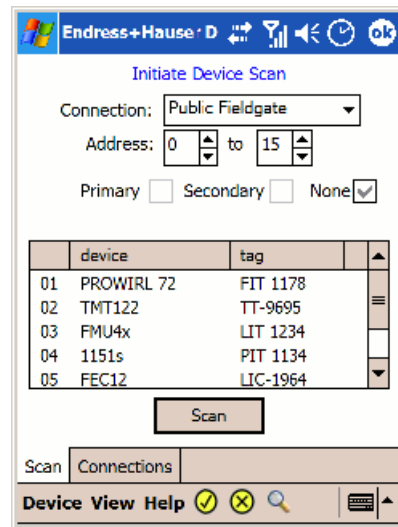 Endress+Hauser D ok
Initiate Device Scan
Connection: Public Fieldgate
Address: 0 to 15
Primary Secondary None
device tag
01 PROWIRL 72 FIT 1178
02 TMT122 TT-9695
03 FMU4x LIT 1234
04 1151s PIT 1134
05 FEC12 LIC-1964
Scan
Scan Connections
Device View Help